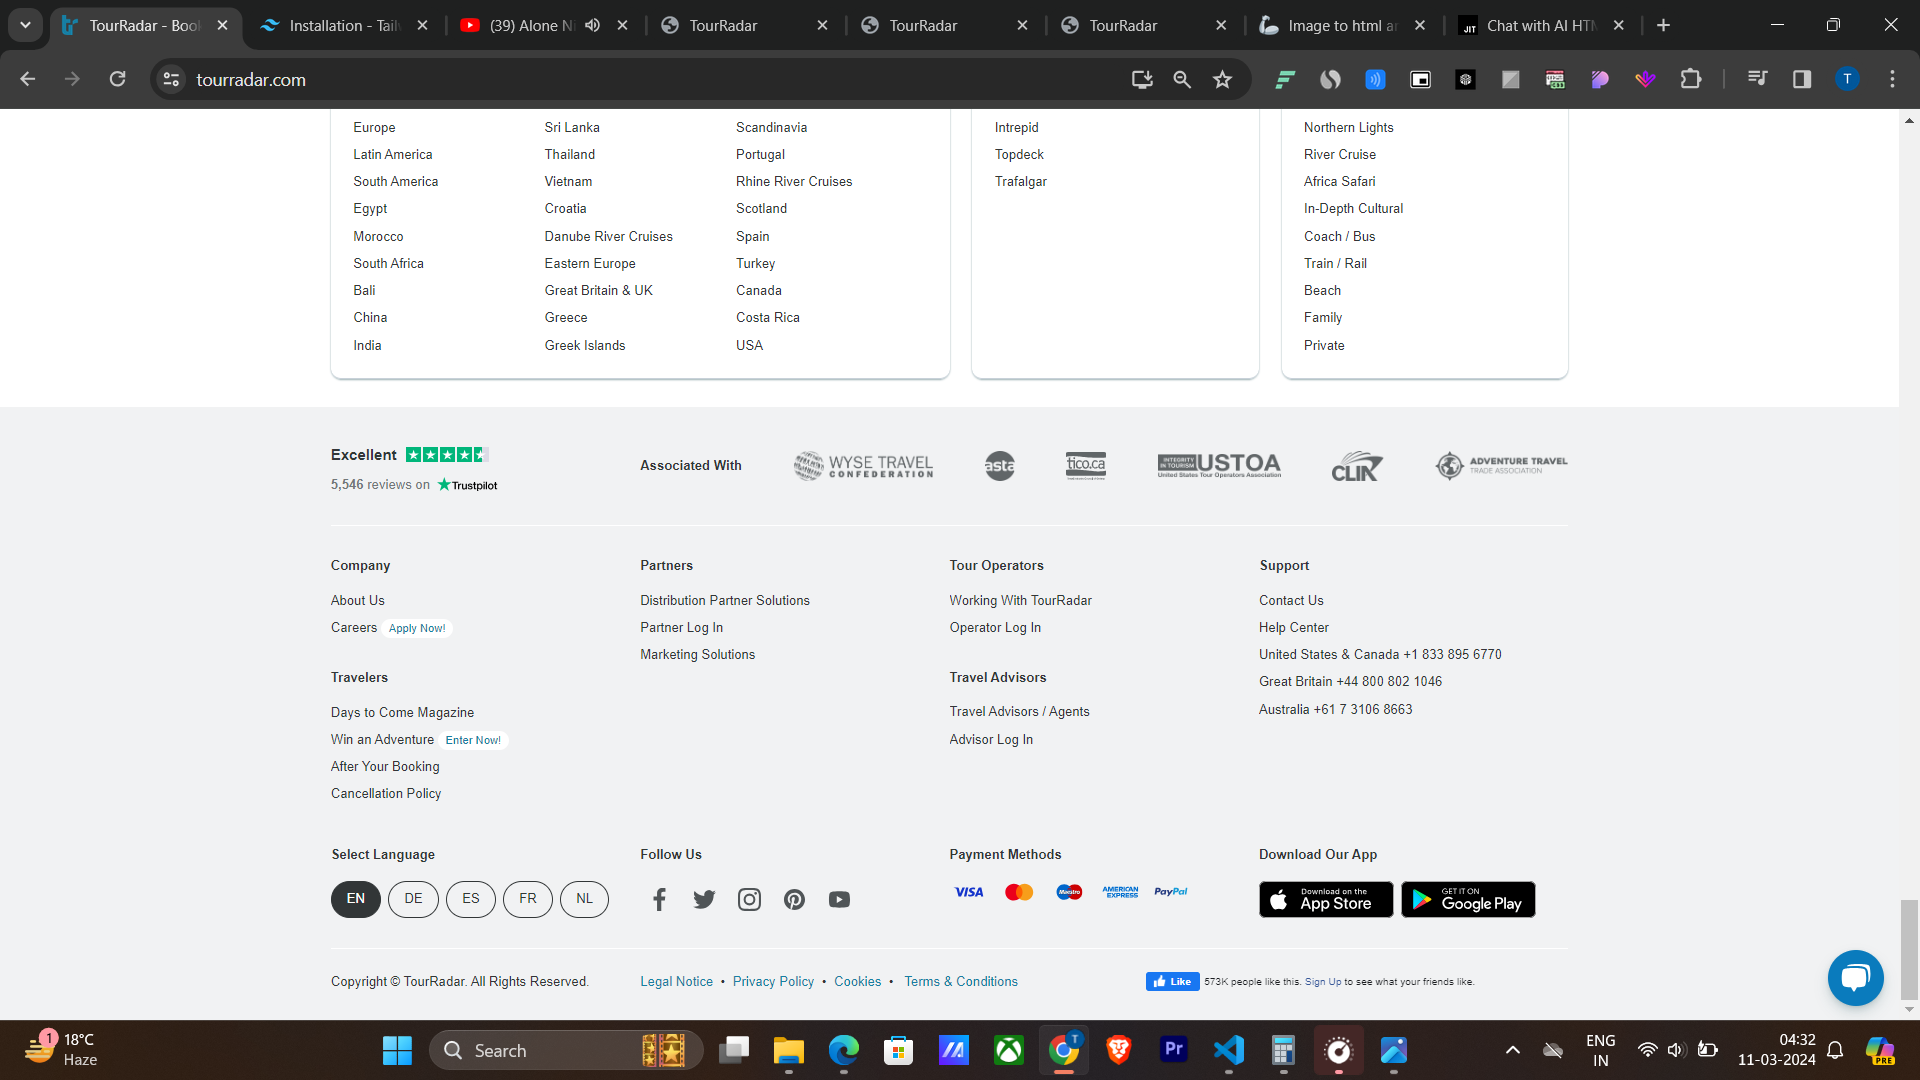 TourRadar - Book
Installation - Tail
(39) Alone Ni
TourRadar
TourRadar
TourRadar
Image to html an
Chat with AI HTM
tourradar.com
Europe
Latin America
South America
Egypt
Morocco
South Africa
Bali
China
India
Sri Lanka
Thailand
Vietnam
Croatia
Danube River Cruises
Eastern Europe
Great Britain & UK
Greece
Greek Islands
Scandinavia
Portugal
Rhine River Cruises
Scotland
Spain
Turkey
Canada
Costa Rica
USA
Intrepid
Topdeck
Trafalgar
Northern Lights
River Cruise
Africa Safari
In-Depth Cultural
Coach / Bus
Train / Rail
Beach
Family
Private
Excellent
5,546 reviews on Trustpilot
Associated With
WYSE TRAVEL
CONFEDERATION
asta
tico.ca
INTEGRITY
IN TOURISM
USTOA
United States Tour Operators Association
CLIA
ADVENTURE TRAVEL
TRADE ASSOCIATION
Company
About Us
Careers Apply Now!
Travelers
Days to Come Magazine
Win an Adventure Enter Now!
After Your Booking
Cancellation Policy
Partners
Distribution Partner Solutions
Partner Log In
Marketing Solutions
Tour Operators
Working With TourRadar
Operator Log In
Travel Advisors
Travel Advisors / Agents
Advisor Log In
Support
Contact Us
Help Center
United States & Canada +1 833 895 6770
Great Britain +44 800 802 1046
Australia +61 7 3106 8663
Select Language
EN DE ES FR NL
Follow Us
Payment Methods
VISA
Maestro
AMERICAN
EXPRESS
PayPal
Download Our App
Download on the
App Store
GET IT ON
Google Play
Copyright © TourRadar. All Rights Reserved.
Legal Notice • Privacy Policy • Cookies • Terms & Conditions
Like 573K people like this. Sign Up to see what your friends like.
1
18°C
Haze
Search
T
Pr
ENG
IN
04:32
11-03-2024
PRE